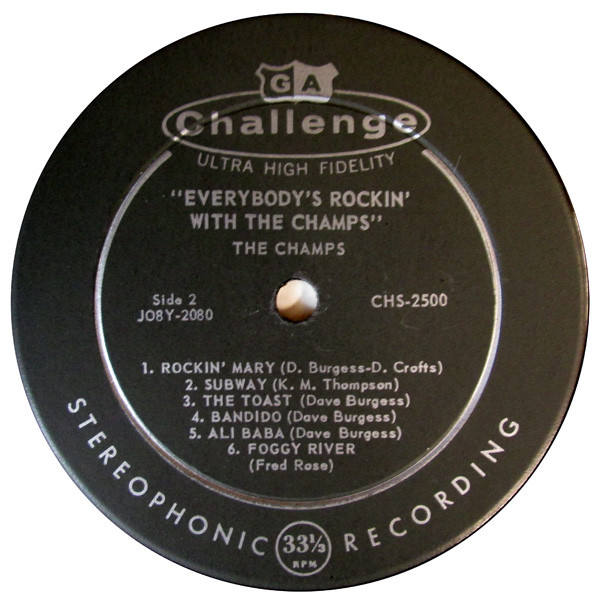 GA
Challenge
ULTRA HIGH FIDELITY
"EVERYBODY'S ROCKIN'
WITH THE CHAMPS"
THE CHAMPS
Side 2
JO8Y-2080
CHS-2500
1. ROCKIN' MARY (D. Burgess-D. Crofts)
2. SUBWAY (K. M. Thompson)
3. THE TOAST (Dave Burgess)
4. BANDIDO (Dave Burgess)
5. ALI BABA (Dave Burgess)
6. FOGGY RIVER
(Fred Rose)
STEREOPHONIC RECORDING
33⅓
RPM